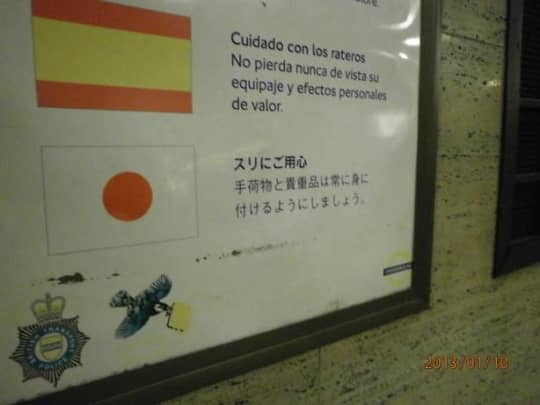 Cuidado con los rateros
No pierda nunca de vista su
equipaje y efectos personales
de valor.
スリにご用心
手荷物と貴重品は常に身に
付けるようにしましょう。
2013/01/10